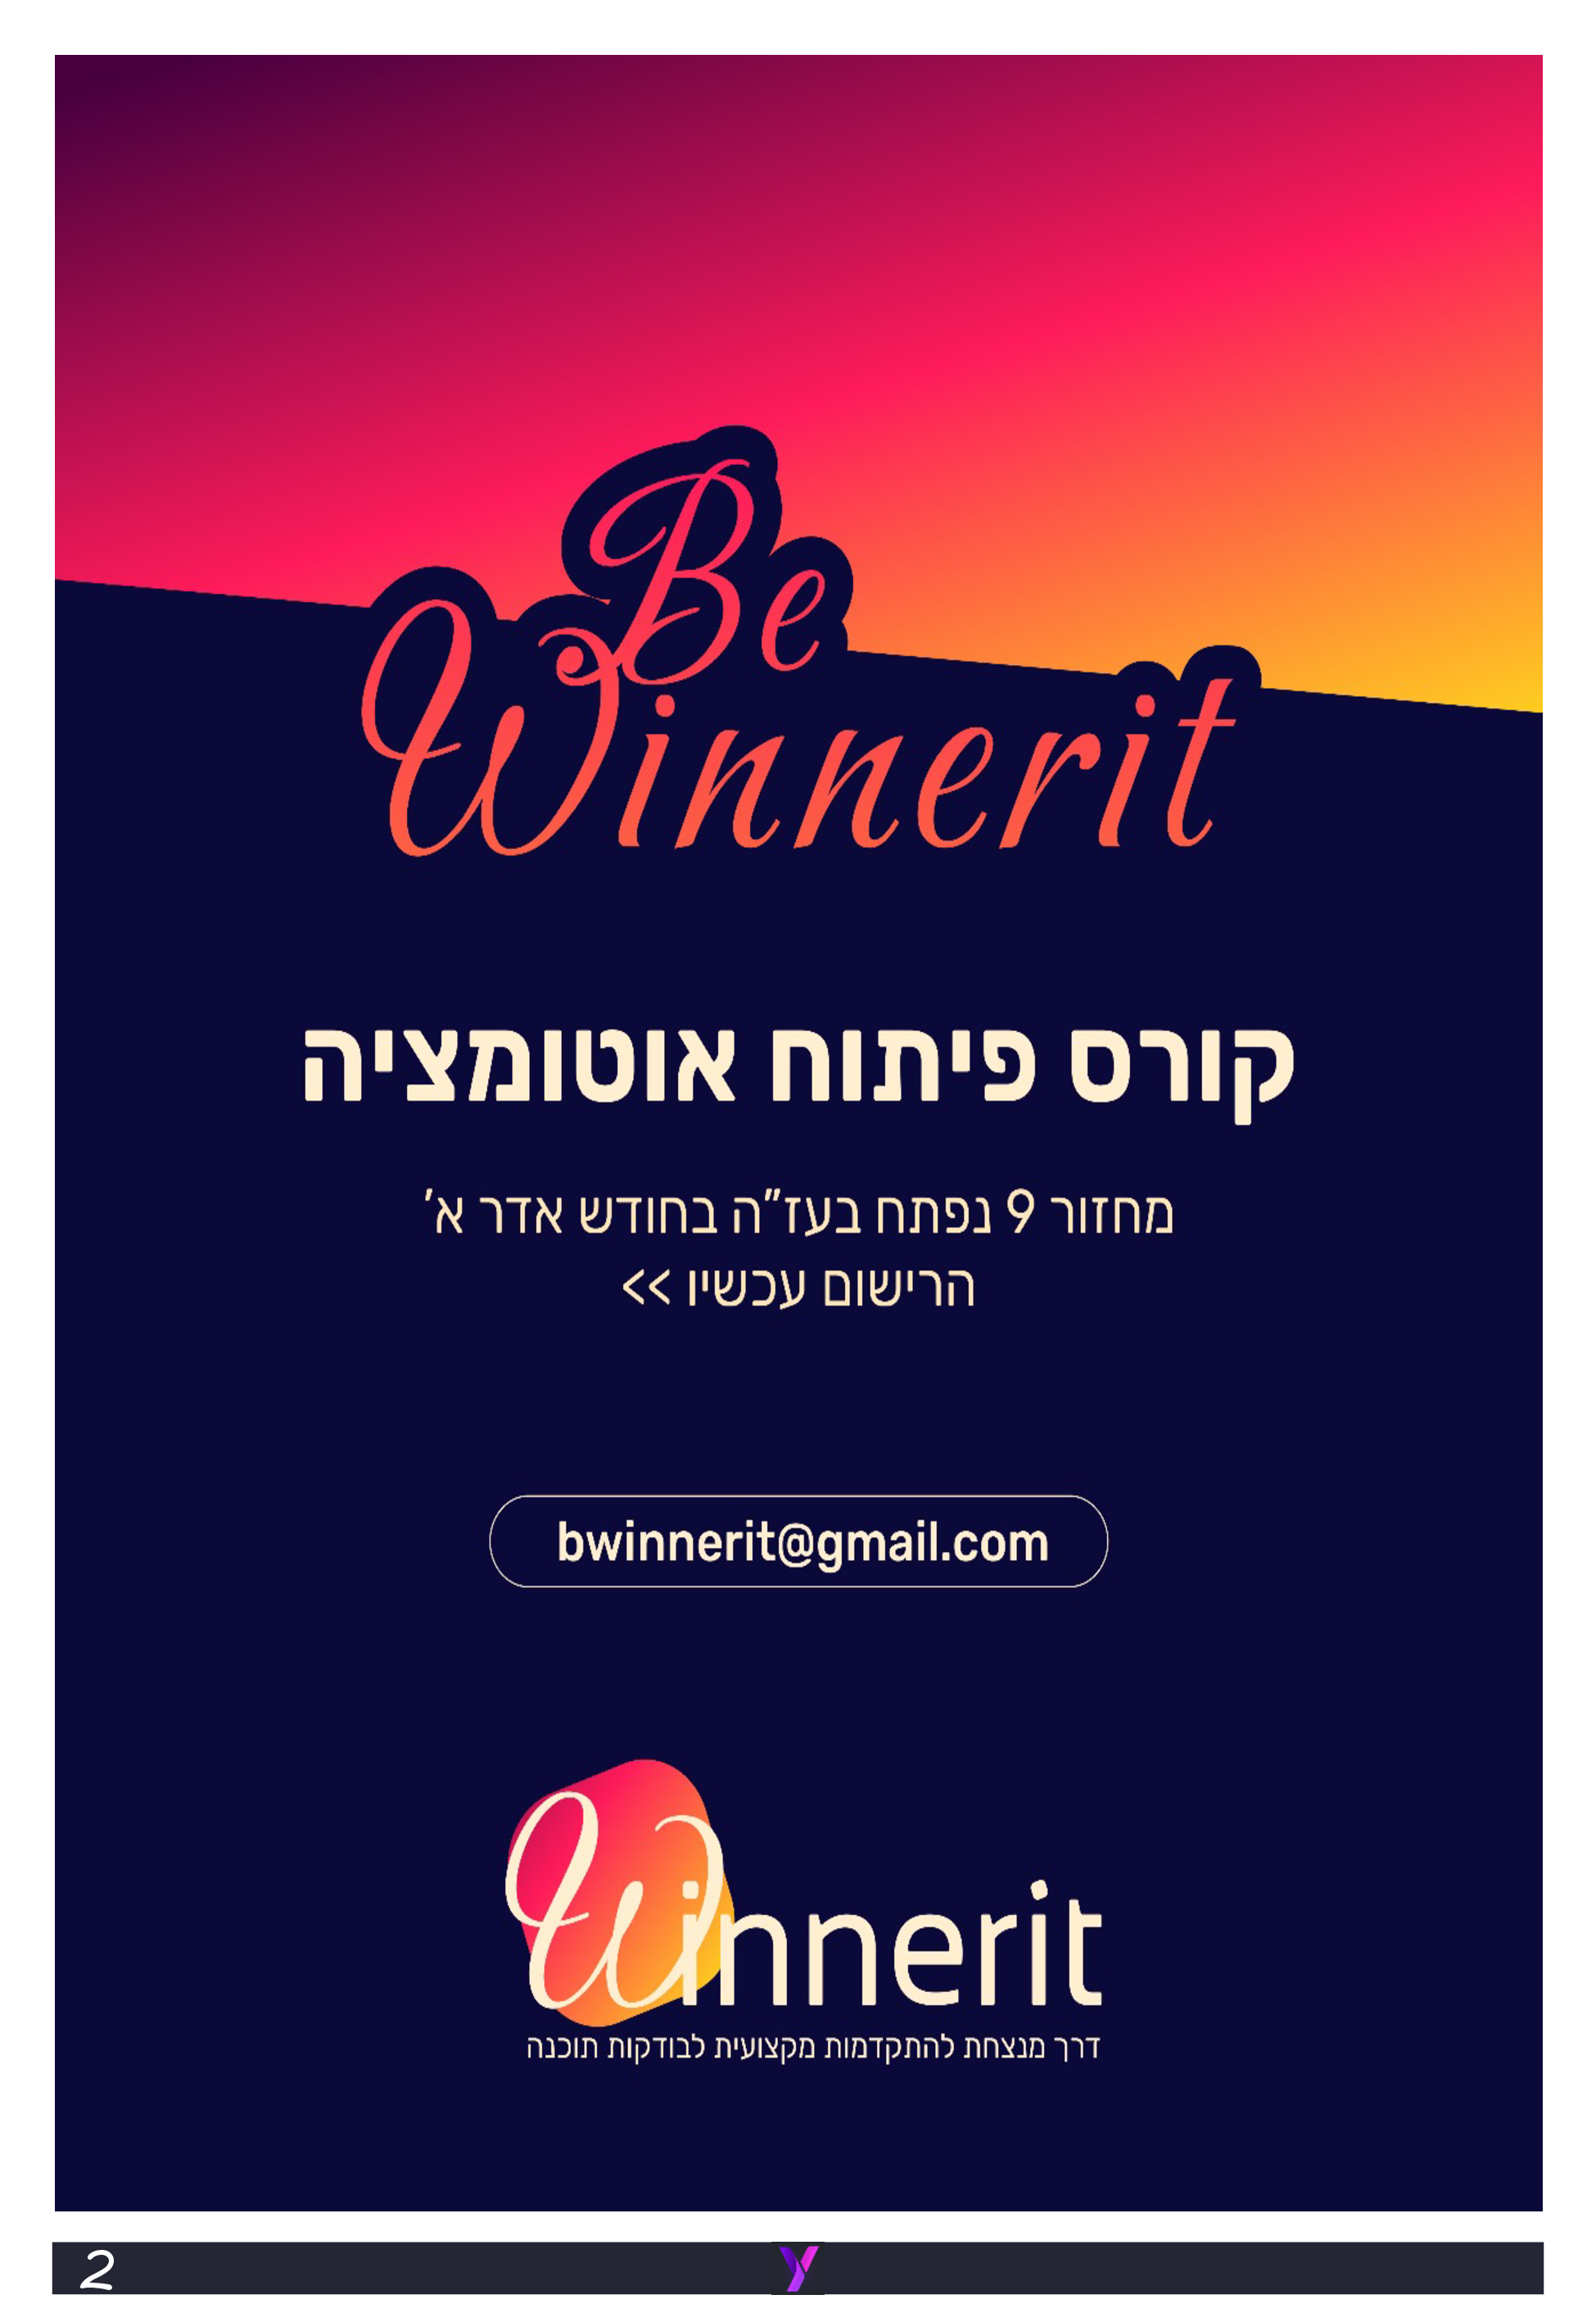 Be
Winnerit
קורס פיתוח אוטומציה
מחזור 9 נפתח בעז"ה בחודש אדר א'
הרישום עכשיו >>
bwinnerit@gmail.com
Winnerit
דרך מנצחת להתקדמות מקצועית לבודקות תוכנה
2